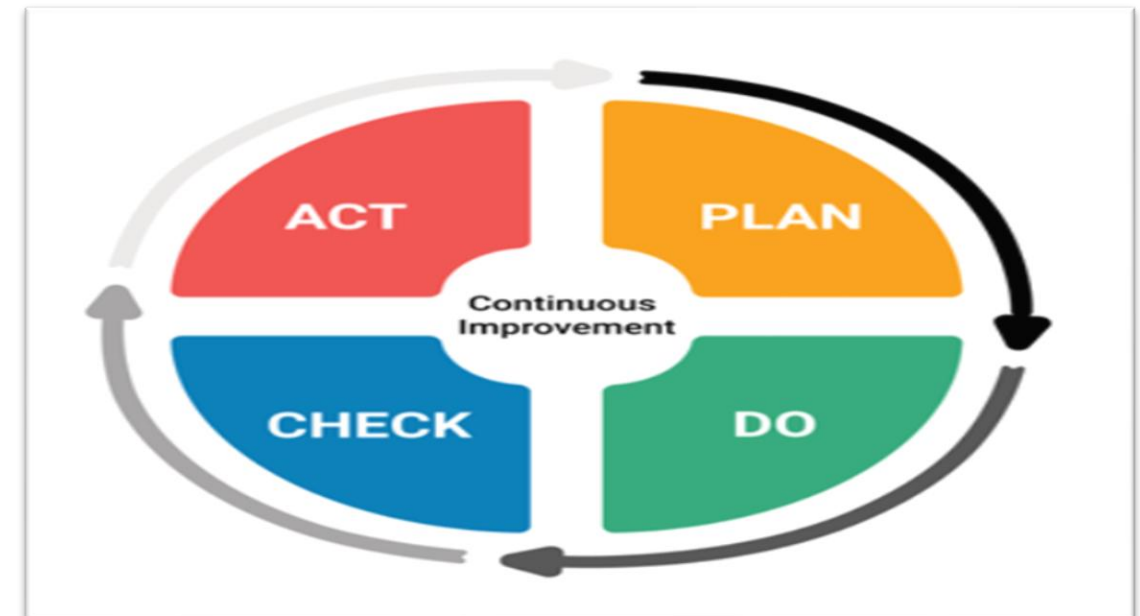 ACT
PLAN
Continuous
Improvement
CHECK
DO